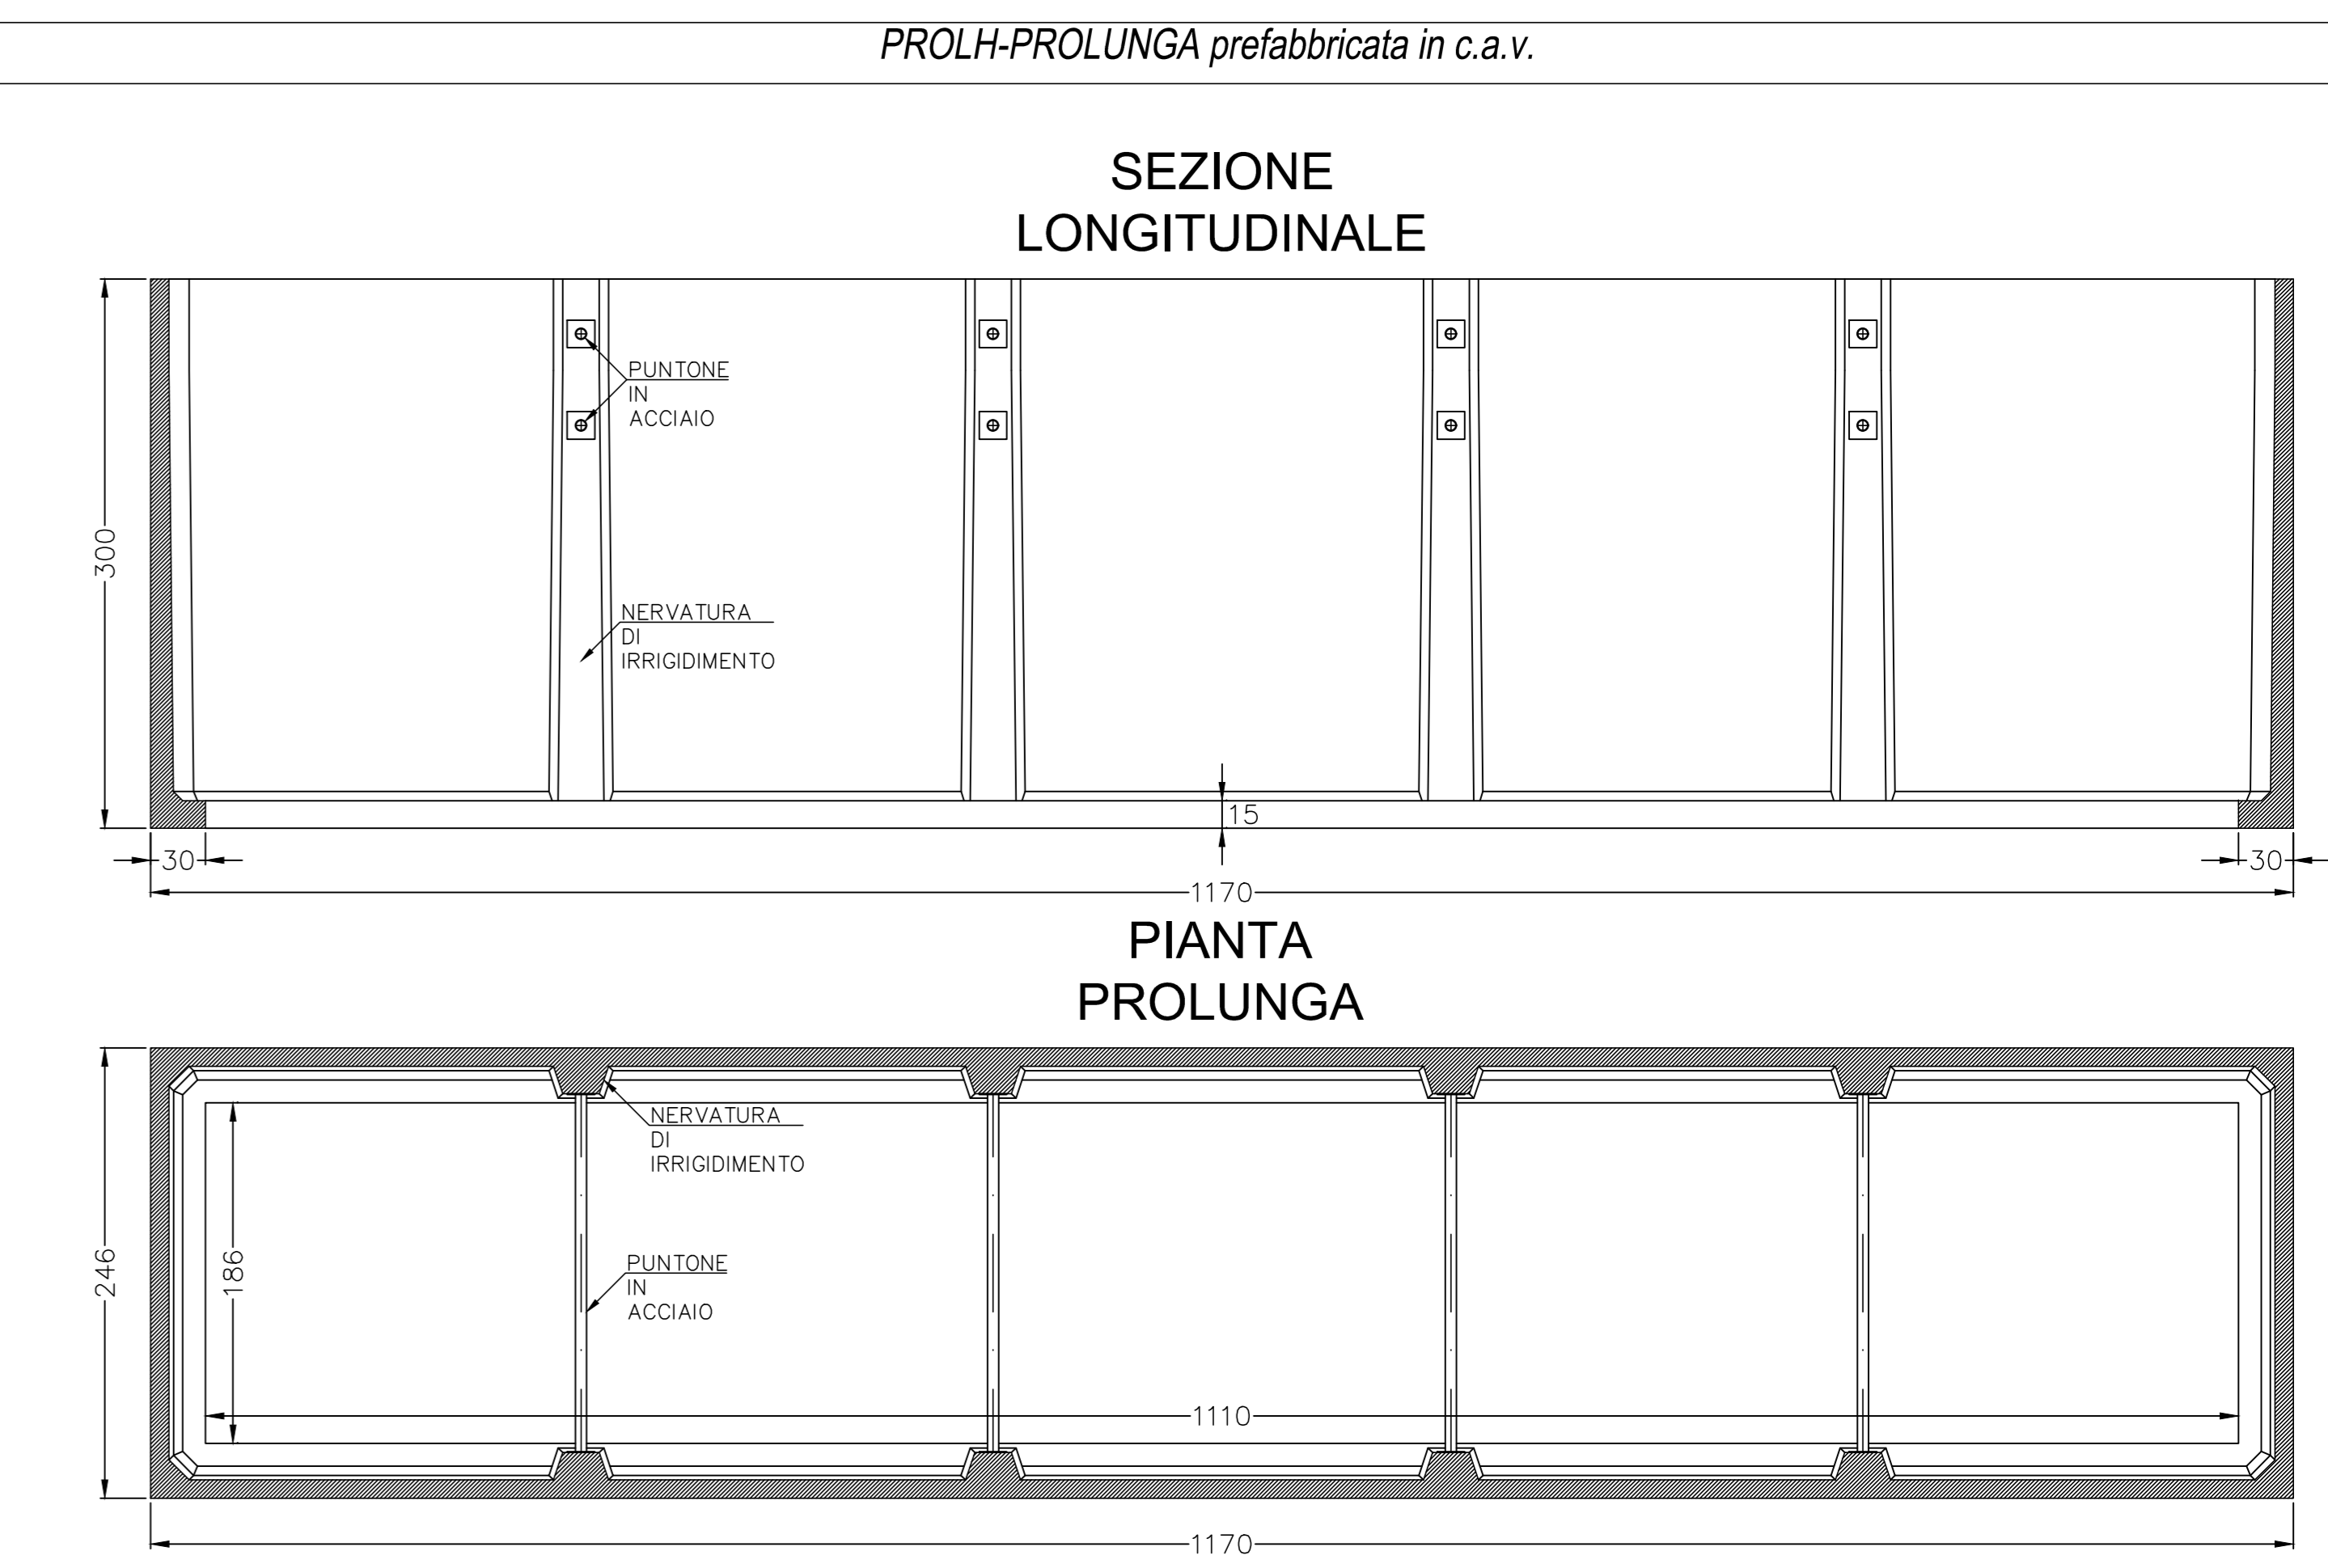 PROLH-PROLUNGA prefabbricata in c.a.v.
SEZIONE
LONGITUDINALE
PUNTONE
IN
ACCIAIO
300
NERVATURA
DI
IRRIGIDIMENTO
15
30
30
1170
PIANTA
PROLUNGA
NERVATURA
DI
IRRIGIDIMENTO
246
186
PUNTONE
IN
ACCIAIO
1110
1170